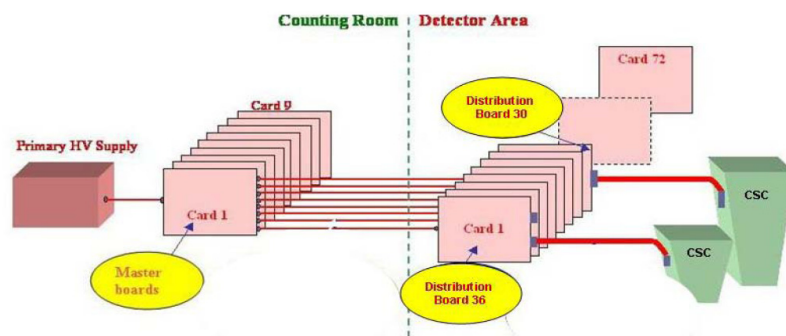 Counting Room
Detector Area
Card 72
Distribution
Board 30
Card 9
Primary HV Supply
Card 1
Card 1
CSC
CSC
Master
boards
Distribution
Board 36